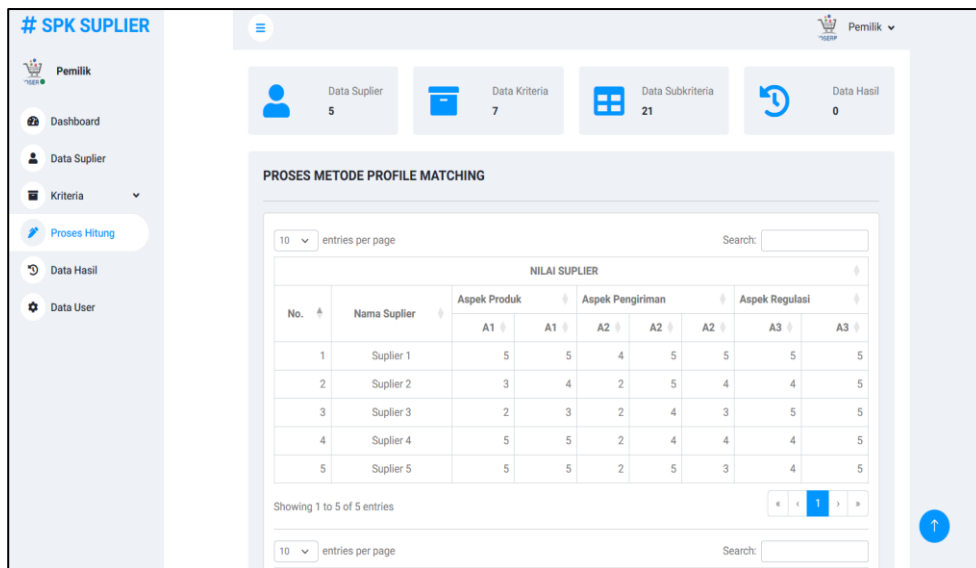 # SPK SUPLIER
Pemilik
Pemilik
Dashboard
Data Suplier
Kriteria
Proses Hitung
Data Hasil
Data User
Data Suplier
5
Data Kriteria
7
Data Subkriteria
21
Data Hasil
0
PROSES METODE PROFILE MATCHING
10 entries per page Search:
NILAI SUPLIER
No. Nama Suplier Aspek Produk Aspek Pengiriman Aspek Regulasi
A1 A1 A2 A2 A2 A3 A3
1 Suplier 1 5 5 4 5 5 5 5
2 Suplier 2 3 4 2 5 4 4 5
3 Suplier 3 2 3 2 4 3 5 5
4 Suplier 4 5 5 2 4 4 4 5
5 Suplier 5 5 5 2 5 3 4 5
Showing 1 to 5 of 5 entries « ‹ 1 › »
10 entries per page Search: